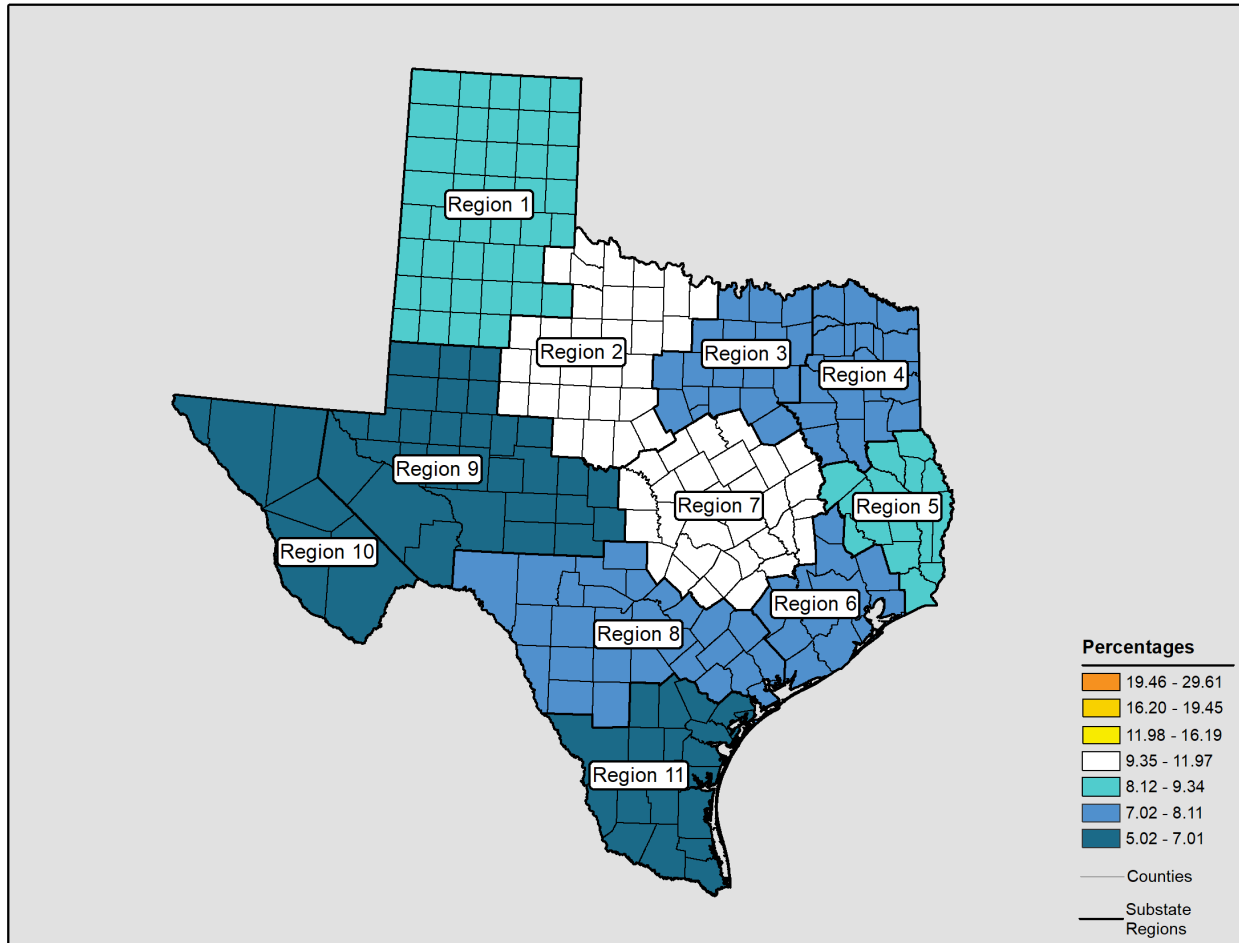 Region 1
Region 2
Region 3
Region 4
Region 9
Region 7
Region 5
Region 10
Region 6
Region 8
Region 11
Percentages
19.46 - 29.61
16.20 - 19.45
11.98 - 16.19
9.35 - 11.97
8.12 - 9.34
7.02 - 8.11
5.02 - 7.01
Counties
Substate
Regions